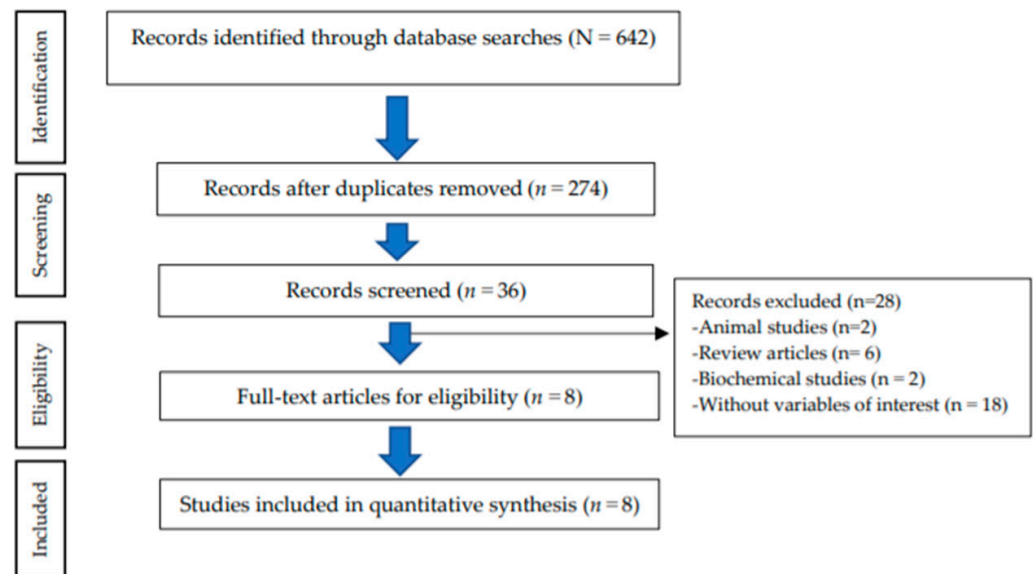 Identification
Records identified through database searches (N = 642)
Screening
Records after duplicates removed (n = 274)
Records screened (n = 36)
Records excluded (n=28)
-Animal studies (n=2)
-Review articles (n= 6)
-Biochemical studies (n = 2)
-Without variables of interest (n = 18)
Eligibility
Full-text articles for eligibility (n = 8)
Included
Studies included in quantitative synthesis (n = 8)